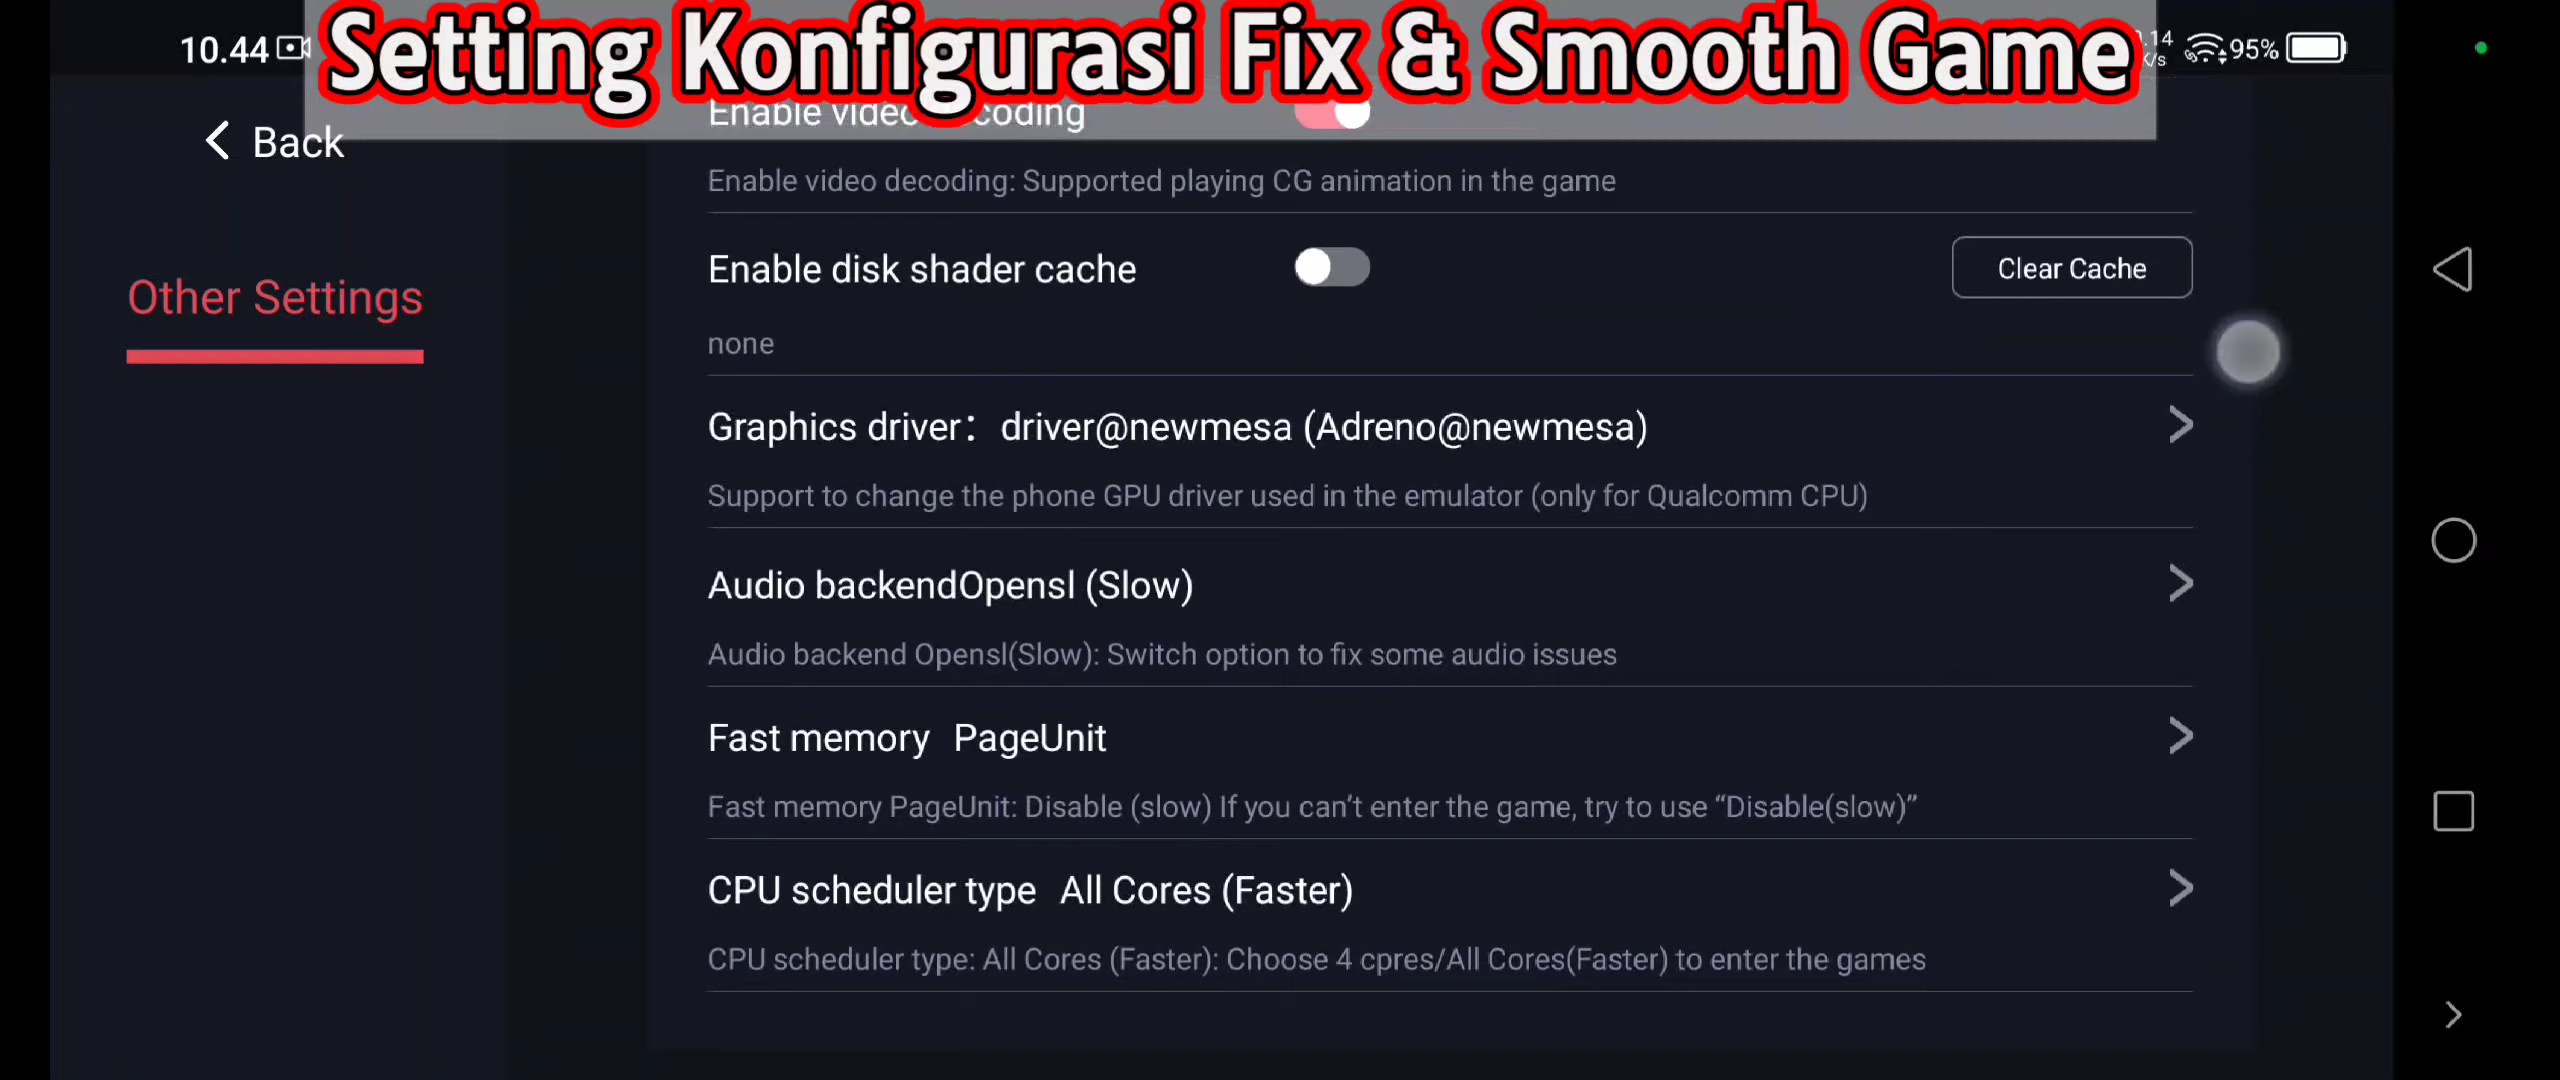 Setting Konfigurasi Fix & Smooth Game
10.44
.14
K/s
95%
Back
Enable video decoding
Enable video decoding: Supported playing CG animation in the game
Other Settings
Enable disk shader cache
Clear Cache
none
Graphics driver： driver@newmesa (Adreno@newmesa)
Support to change the phone GPU driver used in the emulator (only for Qualcomm CPU)
Audio backendOpensl (Slow)
Audio backend Opensl(Slow): Switch option to fix some audio issues
Fast memory PageUnit
Fast memory PageUnit: Disable (slow) If you can’t enter the game, try to use “Disable(slow)”
CPU scheduler type All Cores (Faster)
CPU scheduler type: All Cores (Faster): Choose 4 cpres/All Cores(Faster) to enter the games